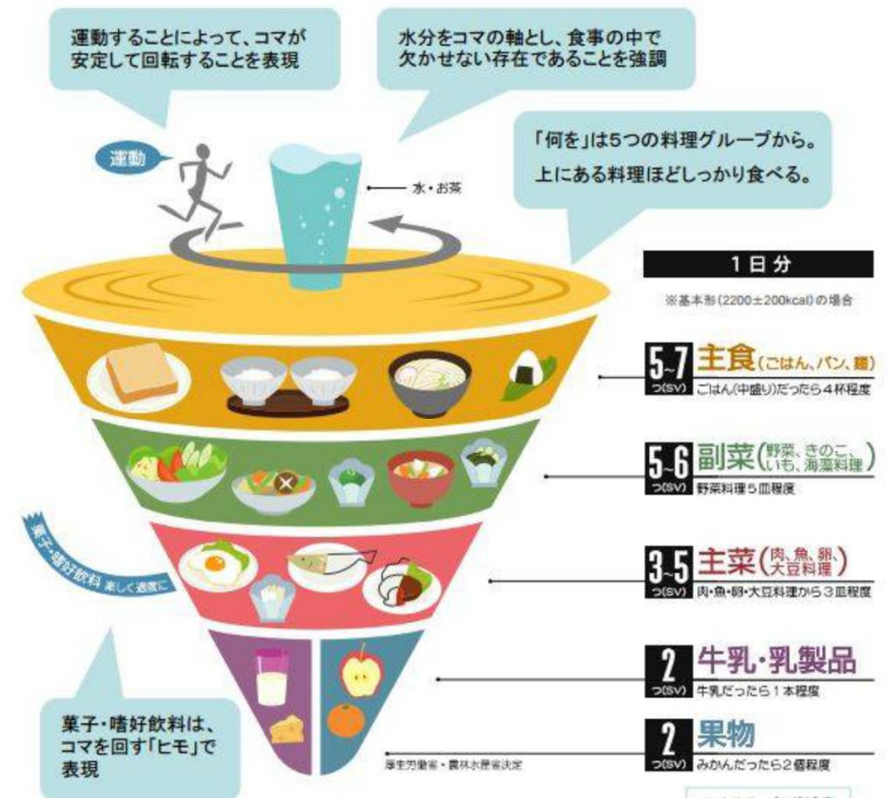 運動することによって、コマが
安定して回転することを表現
水分をコマの軸とし、食事の中で
欠かせない存在であることを強調
「何を」は5つの料理グループから。
上にある料理ほどしっかり食べる。
運動
水・お茶
1日分
※基本形(2200±200kcal)の場合
5~7 つ(SV) 主食(ごはん、パン、麺)
ごはん(中盛り)だったら4杯程度
5~6 つ(SV) 副菜(野菜、きのこ、
いも、海藻料理)
野菜料理5皿程度
3~5 つ(SV) 主菜(肉、魚、卵、
大豆料理)
肉・魚・卵・大豆料理から3皿程度
2 つ(SV) 牛乳・乳製品
牛乳だったら1本程度
2 つ(SV) 果物
みかんだったら2個程度
菓子・嗜好飲料 楽しく適度に
菓子・嗜好飲料は、
コマを回す「ヒモ」で
表現
厚生労働省・農林水産省決定